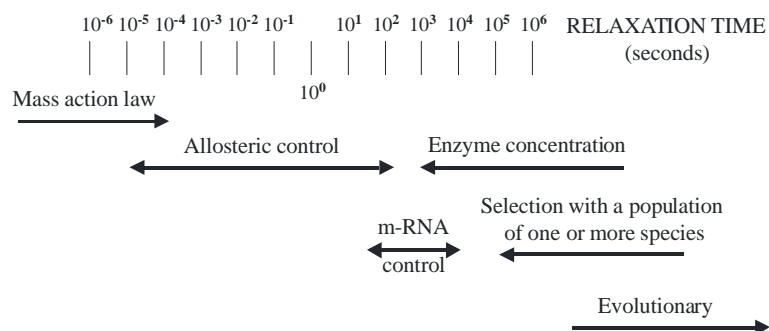 10⁻⁶ 10⁻⁵ 10⁻⁴ 10⁻³ 10⁻² 10⁻¹ 10¹ 10² 10³ 10⁴ 10⁵ 10⁶ RELAXATION TIME
(seconds)
10⁰
Mass action law
Allosteric control
Enzyme concentration
Selection with a population
of one or more species
m-RNA
control
Evolutionary